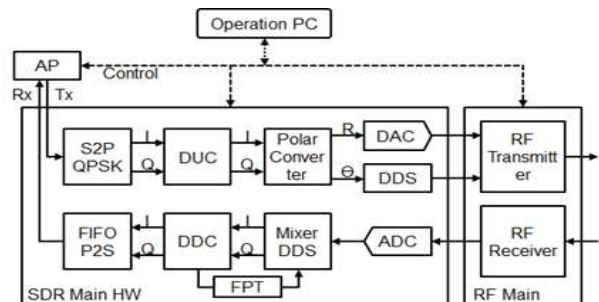 Operation PC
AP
Control
Rx Tx
S2P
QPSK
I
Q
DUC
I
Q
Polar
Conver
ter
R
Θ
DAC
DDS
RF
Transmitt
er
FIFO
P2S
I
Q
DDC
I
Q
Mixer
DDS
ADC
RF
Receiver
FPT
SDR Main HW
RF Main